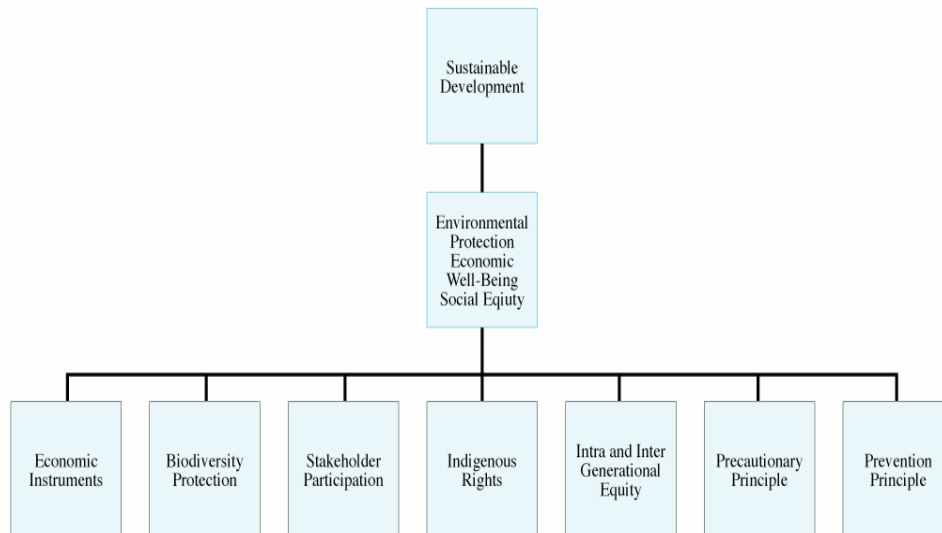 Sustainable
Development
Environmental
Protection
Economic
Well-Being
Social Eqiuty
Economic
Instruments
Biodiversity
Protection
Stakeholder
Participation
Indigenous
Rights
Intra and Inter
Generational
Equity
Precautionary
Principle
Prevention
Principle